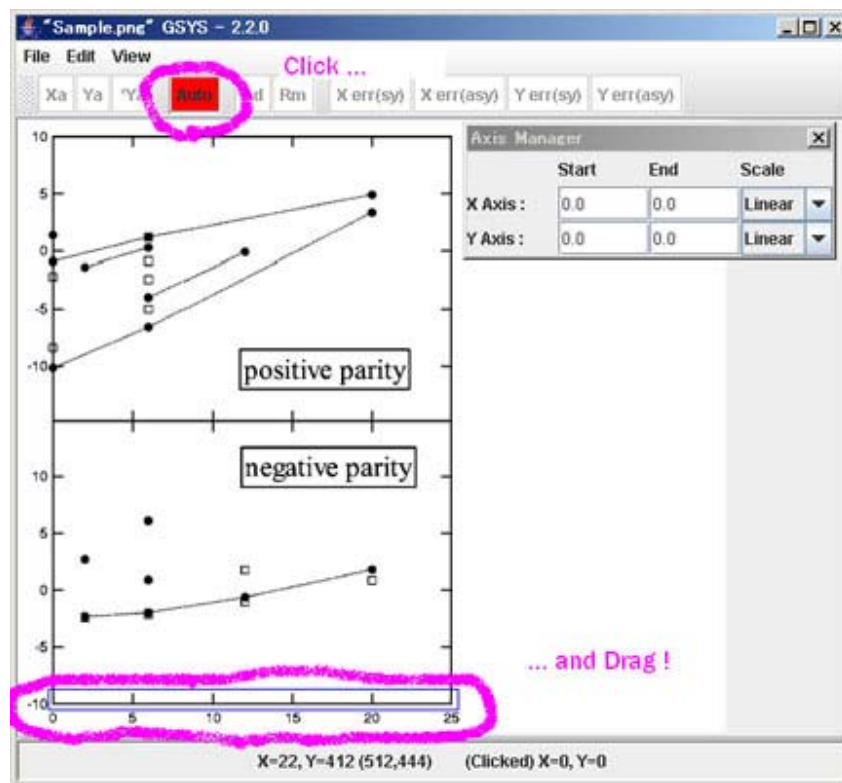 "Sample.png" GSYS - 2.2.0
File Edit View
Click ...
Xa Ya Auto Rm X err(sy) X err(asy) Y err(sy) Y err(asy)
Axis Manager
Start End Scale
X Axis : 0.0 0.0 Linear
Y Axis : 0.0 0.0 Linear
10
5
0
-5
-10
positive parity
negative parity
10
5
0
-5
-10
0 5 10 15 20 25
... and Drag !
X=22, Y=412 (512,444) (Clicked) X=0, Y=0